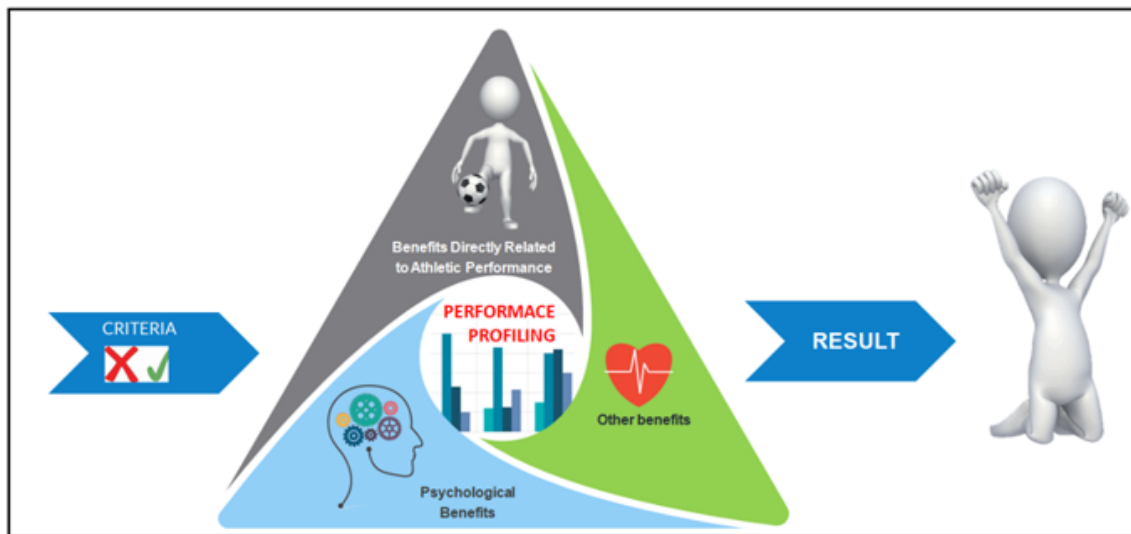 Benefits Directly Related
to Athletic Performance
PERFORMACE
PROFILING
CRITERIA
RESULT
Other benefits
Psychological
Benefits